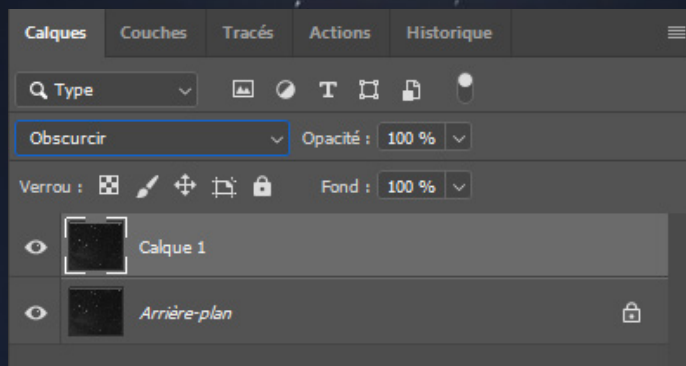 Calques Couches Tracés Actions Historique
Type
Obscurcir Opacité : 100 %
Verrou : Fond : 100 %
Calque 1
Arrière-plan